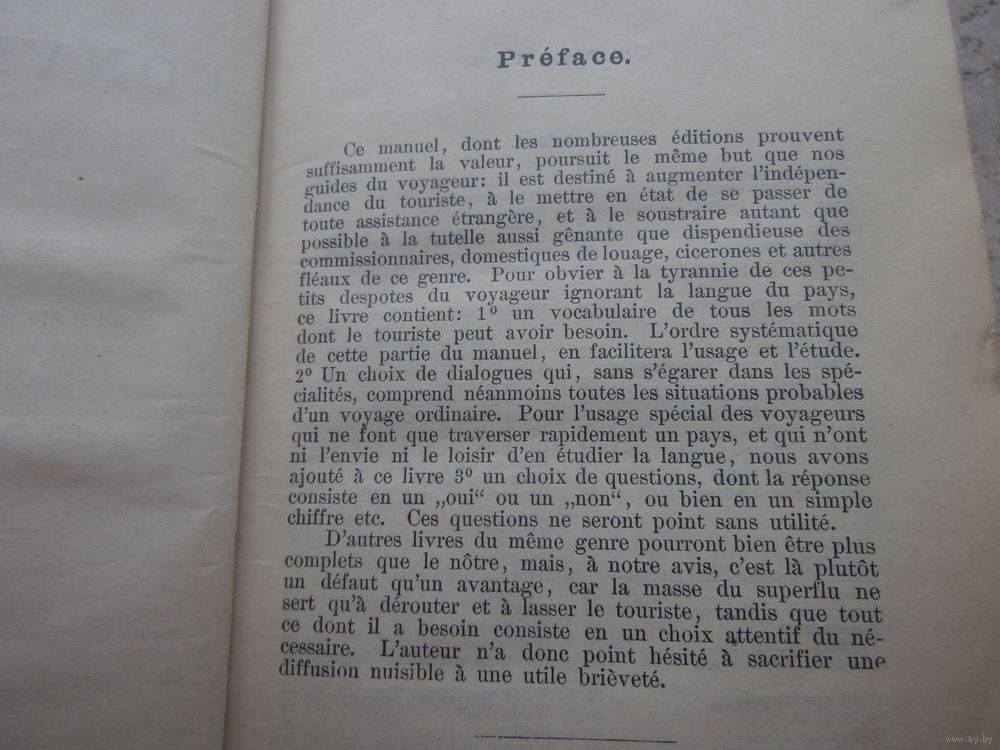 CONV
Préface.
Ce manuel, dont les nombreuses éditions prouvent
suffisamment la valeur, poursuit le même but que nos
guides du voyageur: il est destiné à augmenter l'indépen-
dance du touriste, à le mettre en état de se passer de
toute assistance étrangère, et à le soustraire autant que
possible à la tutelle aussi gênante que dispendieuse des
commissionnaires, domestiques de louage, cicerones et autres
fléaux de ce genre. Pour obvier à la tyrannie de ces pe-
tits despotes du voyageur ignorant la langue du pays,
ce livre contient: 1⁰ un vocabulaire de tous les mots
dont le touriste peut avoir besoin. L'ordre systématique
de cette partie du manuel, en facilitera l'usage et l'étude.
2⁰ Un choix de dialogues qui, sans s'égarer dans les spé-
cialités, comprend néanmoins toutes les situations probables
d'un voyage ordinaire. Pour l'usage spécial des voyageurs
qui ne font que traverser rapidement un pays, et qui n'ont
ni l'envie ni le loisir d'en étudier la langue, nous avons
ajouté à ce livre 3⁰ un choix de questions, dont la réponse
consiste en un „oui“ ou un „non“, ou bien en un simple
chiffre etc. Ces questions ne seront point sans utilité.
D'autres livres du même genre pourront bien être plus
complets que le nôtre, mais, à notre avis, c'est là plutôt
un défaut qu'un avantage, car la masse du superflu ne
sert qu'à dérouter et à lasser le touriste, tandis que tout
ce dont il a besoin consiste en un choix attentif du né-
cessaire. L'auteur n'a donc point hésité à sacrifier une
diffusion nuisible à une utile brièveté.
www.ay.by